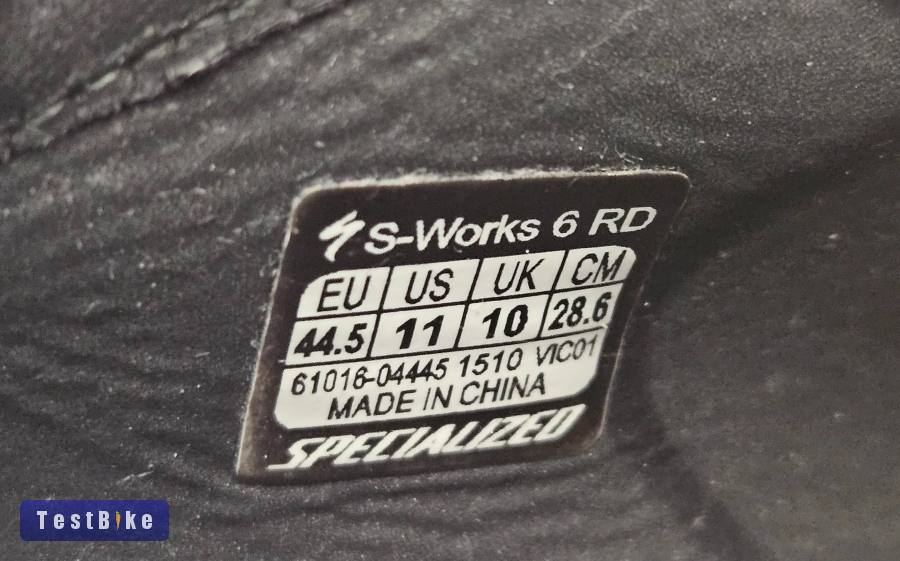 S-Works 6 RD
EU US UK CM
44.5 11 10 28.6
61016-04445 1510 VIC01
MADE IN CHINA
SPECIALIZED
TestBike